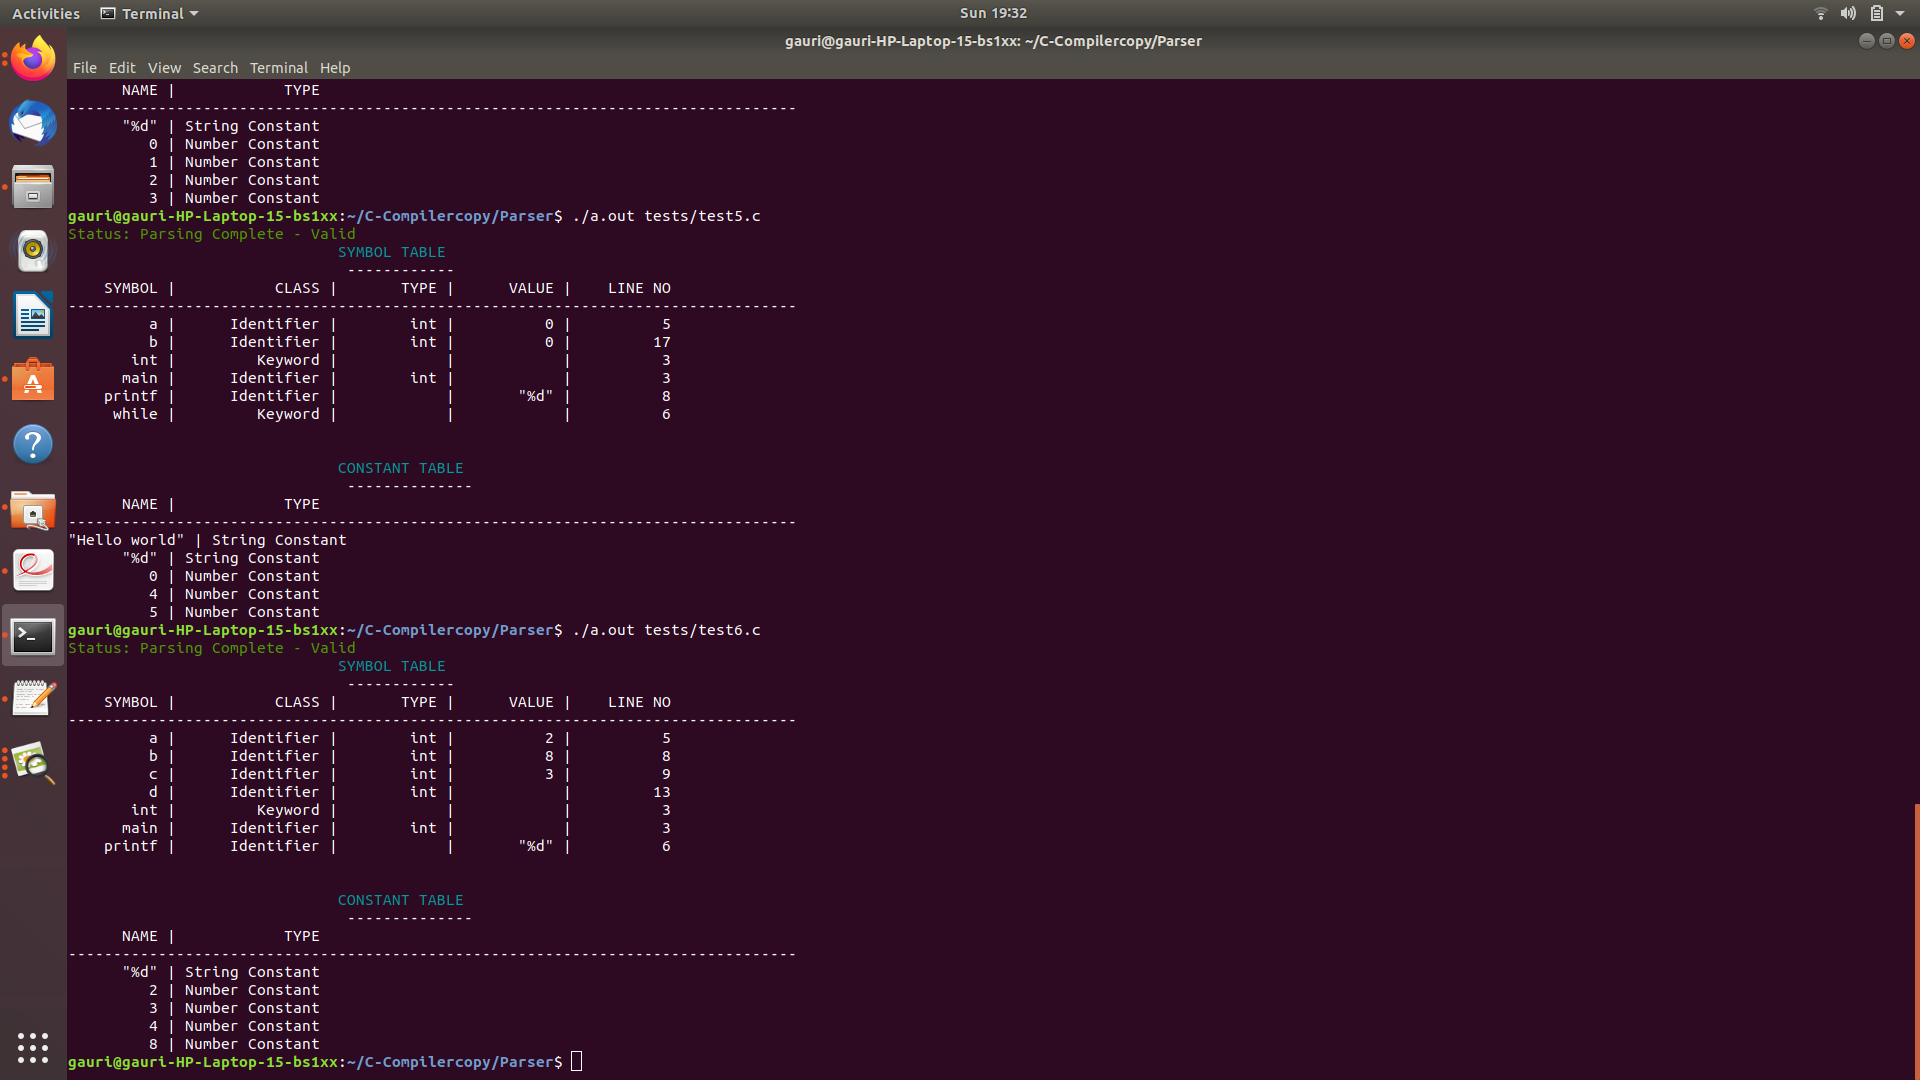 Activities Terminal Sun 19:32
gauri@gauri-HP-Laptop-15-bs1xx: ~/C-Compilercopy/Parser
File Edit View Search Terminal Help
NAME | TYPE
---------------------------------------------------------------------------------
"%d" | String Constant
0 | Number Constant
1 | Number Constant
2 | Number Constant
3 | Number Constant
gauri@gauri-HP-Laptop-15-bs1xx:~/C-Compilercopy/Parser$ ./a.out tests/test5.c
Status: Parsing Complete - Valid
SYMBOL TABLE
------------
SYMBOL | CLASS | TYPE | VALUE | LINE NO
---------------------------------------------------------------------------------
a | Identifier | int | 0 | 5
b | Identifier | int | 0 | 17
int | Keyword | | | 3
main | Identifier | int | | 3
printf | Identifier | | "%d" | 8
while | Keyword | | | 6
CONSTANT TABLE
--------------
NAME | TYPE
---------------------------------------------------------------------------------
"Hello world" | String Constant
"%d" | String Constant
0 | Number Constant
4 | Number Constant
5 | Number Constant
gauri@gauri-HP-Laptop-15-bs1xx:~/C-Compilercopy/Parser$ ./a.out tests/test6.c
Status: Parsing Complete - Valid
SYMBOL TABLE
------------
SYMBOL | CLASS | TYPE | VALUE | LINE NO
---------------------------------------------------------------------------------
a | Identifier | int | 2 | 5
b | Identifier | int | 8 | 8
c | Identifier | int | 3 | 9
d | Identifier | int | | 13
int | Keyword | | | 3
main | Identifier | int | | 3
printf | Identifier | | "%d" | 6
CONSTANT TABLE
--------------
NAME | TYPE
---------------------------------------------------------------------------------
"%d" | String Constant
2 | Number Constant
3 | Number Constant
4 | Number Constant
8 | Number Constant
gauri@gauri-HP-Laptop-15-bs1xx:~/C-Compilercopy/Parser$